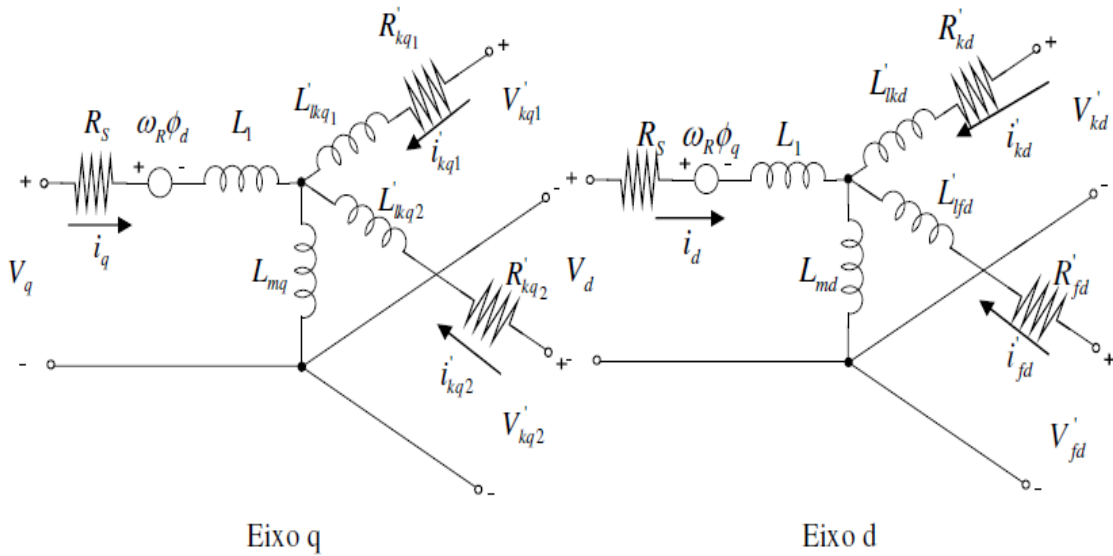 R'kq1
+
L'lkq1
V'kq1
RS
ωRϕd
L1
+ -
i'kq1
+
-
L'lkq2
iq
Vq
Lmq
R'kq2
i'kq2
-
+
V'kq2
-
Eixo q
R'kd
+
L'lkd
V'kd
RS
ωRϕq
L1
+ -
i'kd
+
-
L'lfd
id
Vd
Lmd
R'fd
i'fd
-
+
V'fd
-
Eixo d